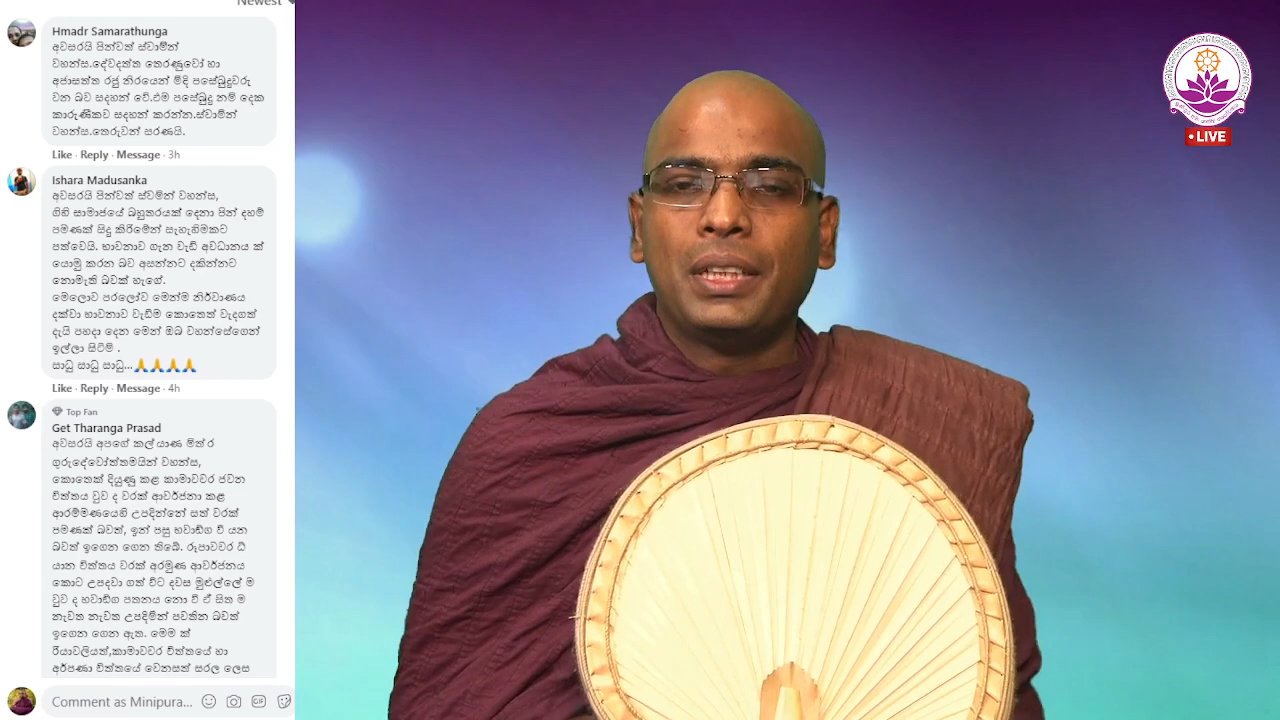 Newest
Hmadr Samarathunga
අවසරයි පින්වත් ස්වාමීන්
වහන්ස.දේවදත්ත තෙරණුවෝ හා
අජාසත්ත රජු නිරයෙන් මිදි පසේබුදුවරු
වන බව සදහන් වේ.එම පසේබුදු නම් දෙක
කාරුණිකව සදහන් කරන්න.ස්වාමින්
වහන්ස.තෙරුවන් සරණයි.
Like · Reply · Message · 3h
Ishara Madusanka
අවසරයි පින්වත් ස්වමීන් වහන්ස,
ගිහි සාමාජයේ බහුතරයක් දෙනා පින් දහම්
පමණක් සිදු කිරීමේන් සැහැහීමකට
පත්වෙයි. භාවනාව ගැන වැඩි අවධානය ක්
යොමු කරන බව අසන්නට දකින්නට
නොමැති බවක් හැගේ.
මෙලොව පරලෝව මෙන්ම නිර්වාණය
දක්වා භාවනාව වැඩීම කොතෙක් වැදගත්
දැයි පහදා දෙන මෙන් ඔබ වහන්සේගෙන්
ඉල්ලා සිටිමි .
සාධු සාධු සාධු...🙏🙏🙏🙏
Like · Reply · Message · 4h
Top Fan
Get Tharanga Prasad
අවසරයි අපගේ කල් යාණ මිත් ර
ගුරුදේවෝත්තමයින් වහන්ස,
කොතෙක් දියුණු කළ කාමාවචර ජවන
චිත්තය වුව ද වරක් ආවර්ජනා කළ
ආරම්මණයෙහි උපදින්නේ සත් වරක්
පමණක් බවත්, ඉන් පසු භවාඞ්ග වී යන
බවත් ඉගෙන ගෙන තිබේ. රූපාවචර ධ්
යාන චිත්තය වරක් අරමුණ ආවර්ජනය
කොට උපදවා ගත් විට දවස මුළුල්ලේ ම
වුව ද භවාඞ්ග පතනය නො වී ඒ සිත ම
නැවත නැවත උපදිමින් පවතින බවත්
ඉගෙන ගෙන ඇත. මෙම ක්
රියාවලියත්,කාමාවචර චිත්තයේ හා
අර්පණා චිත්තයේ වෙනසත් සරල ලෙස
Comment as Minipura...
GIF
LIVE